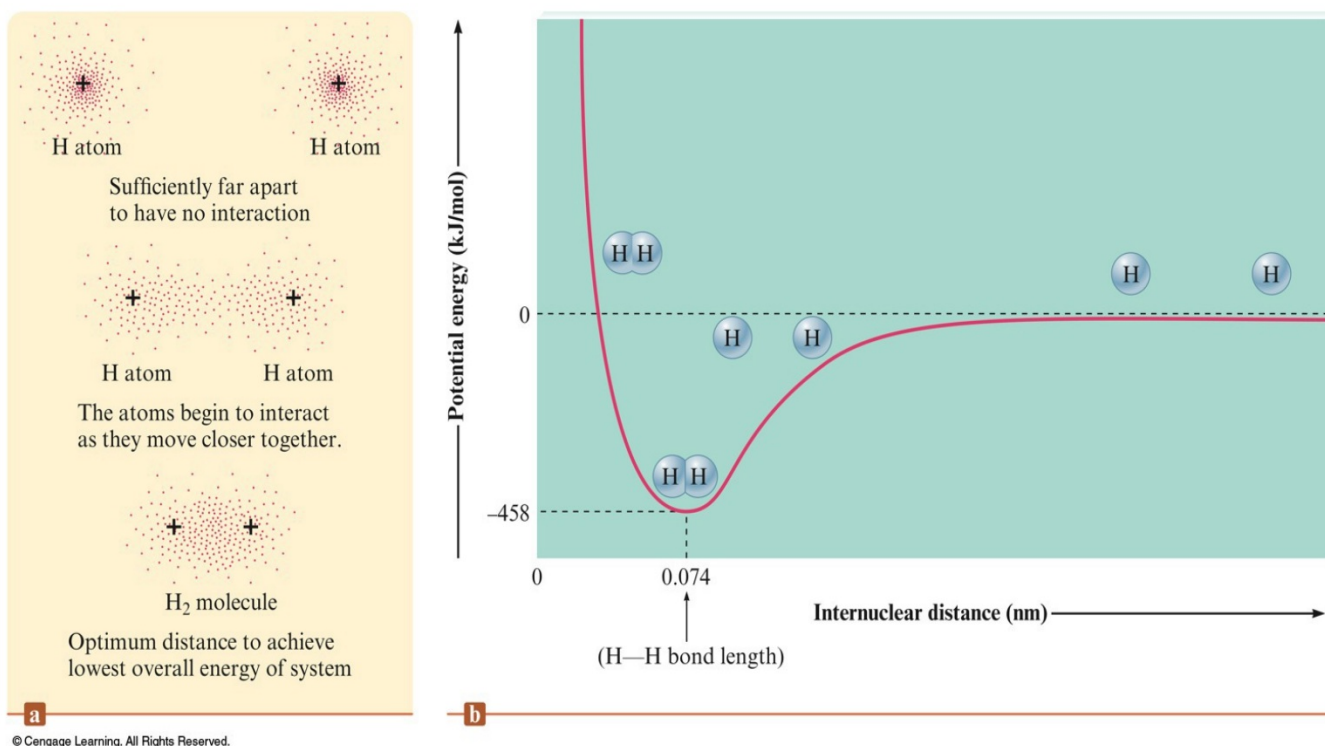 +
+
H atom
H atom
Sufficiently far apart
to have no interaction
+
+
H atom
H atom
The atoms begin to interact
as they move closer together.
+
+
H₂ molecule
Optimum distance to achieve
lowest overall energy of system
a
© Cengage Learning. All Rights Reserved.
Potential energy (kJ/mol)
0
–458
H H
H
H
H
H
H H
0
0.074
Internuclear distance (nm)
(H—H bond length)
b